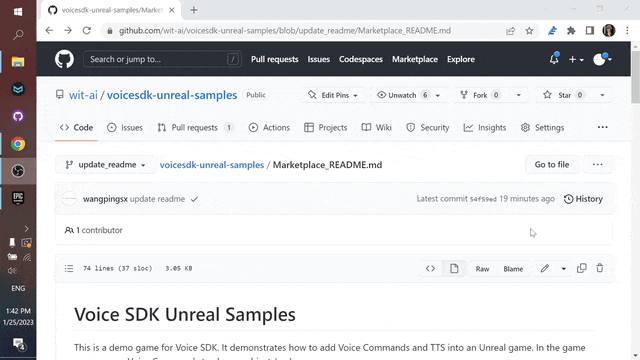 voicesdk-unreal-samples/Market
github.com/wit-ai/voicesdk-unreal-samples/blob/update_readme/Marketplace_README.md
Search or jump to... /
Pull requests Issues Codespaces Marketplace Explore
wit-ai / voicesdk-unreal-samples Public
Edit Pins Unwatch 6 Fork 0 Star 0
Code Issues Pull requests 1 Actions Projects Wiki Security Insights Settings
update_readme voicesdk-unreal-samples / Marketplace_README.md Go to file
wangpingsx update readme Latest commit 54f59ed 19 minutes ago History
1 contributor
74 lines (37 sloc) 3.05 KB Raw Blame
Voice SDK Unreal Samples
This is a demo game for Voice SDK. It demonstrates how to add Voice Commands and TTS into an Unreal game. In the game
EPIC
ENG
1:42 PM
1/25/2023
4